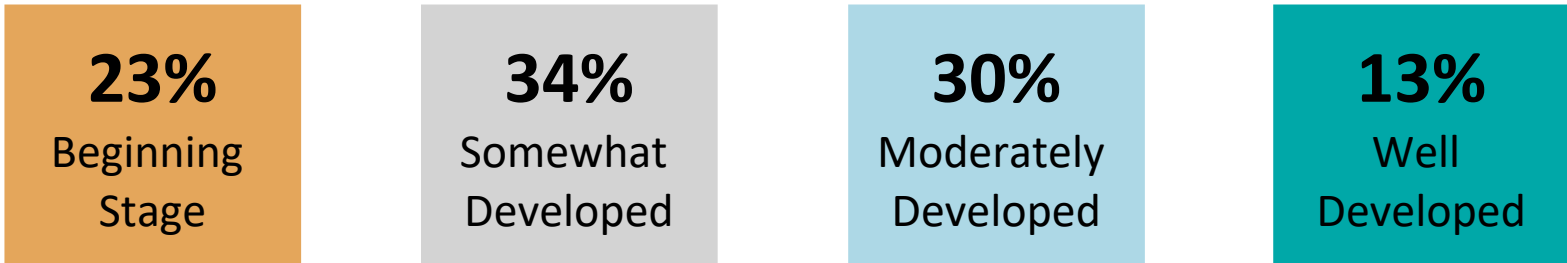 23%
Beginning
Stage
34%
Somewhat
Developed
30%
Moderately
Developed
13%
Well
Developed